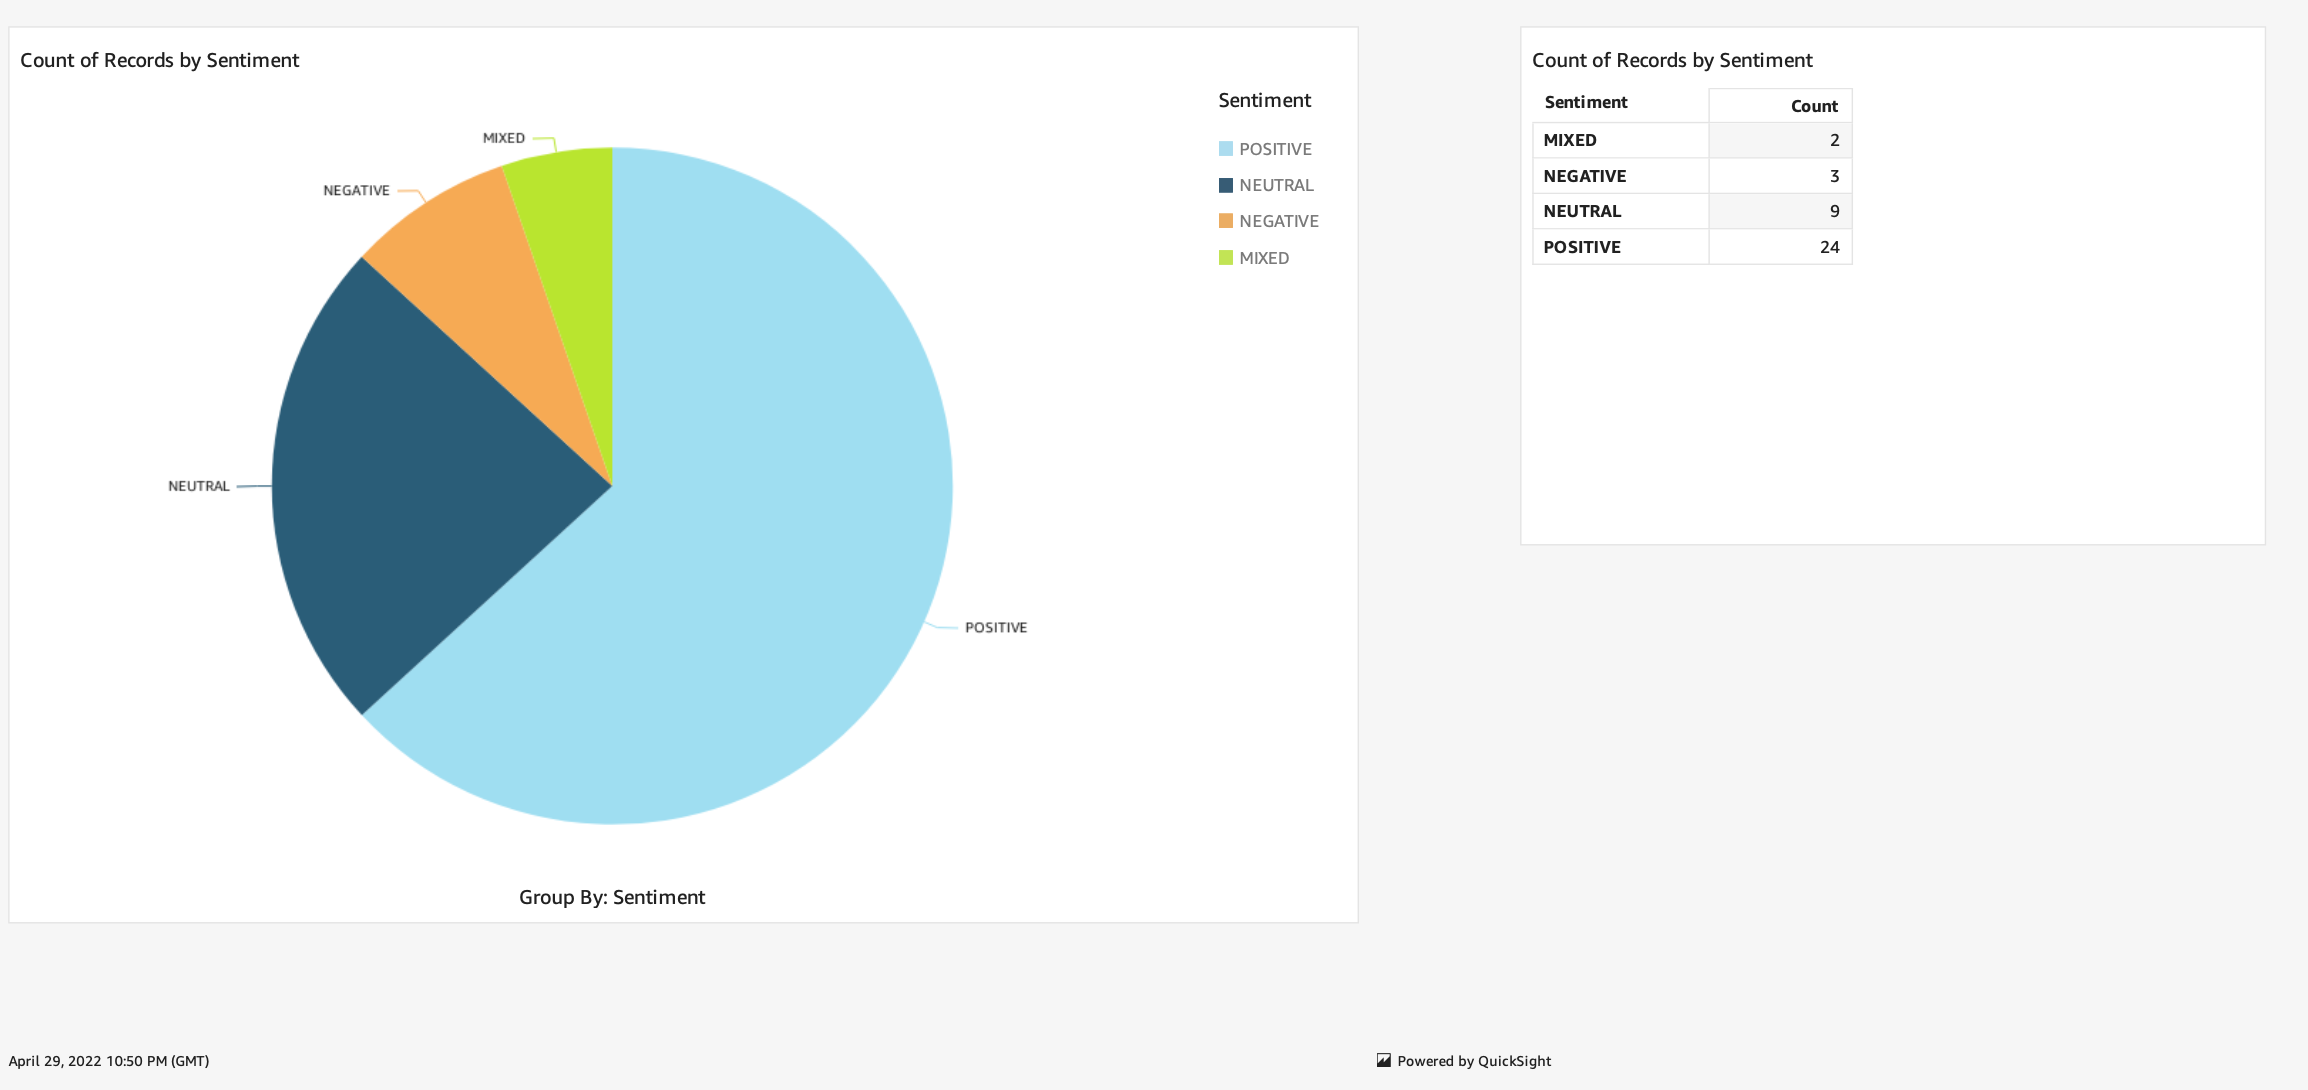 Count of Records by Sentiment
MIXED
NEGATIVE
NEUTRAL
POSITIVE
Group By: Sentiment
Sentiment
POSITIVE
NEUTRAL
NEGATIVE
MIXED
Count of Records by Sentiment
Sentiment Count
MIXED 2
NEGATIVE 3
NEUTRAL 9
POSITIVE 24
April 29, 2022 10:50 PM (GMT)
Powered by QuickSight